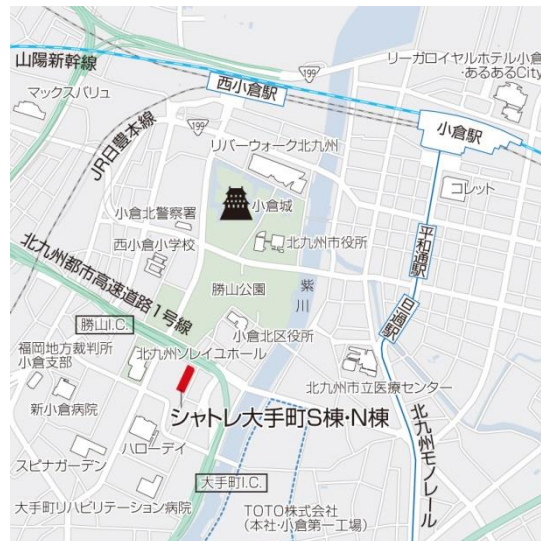 山陽新幹線
199
リーガロイヤルホテル小倉
・あるあるCity
マックスバリュ
西小倉駅
小倉駅
JR日豊本線
199
リバーウォーク北九州
コレット
小倉城
小倉北警察署
西小倉小学校
北九州市役所
平和通駅
北九州都市高速道路1号線
勝山公園
紫川
旦過駅
勝山I.C.
小倉北区役所
福岡地方裁判所
小倉支部
北九州ソレイユホール
北九州市立医療センター
新小倉病院
シャトレ大手町S棟・N棟
ハローデイ
北九州モノレール
スピナガーデン
大手町I.C.
大手町リハビリテーション病院
TOTO株式会社
（本社・小倉第一工場）